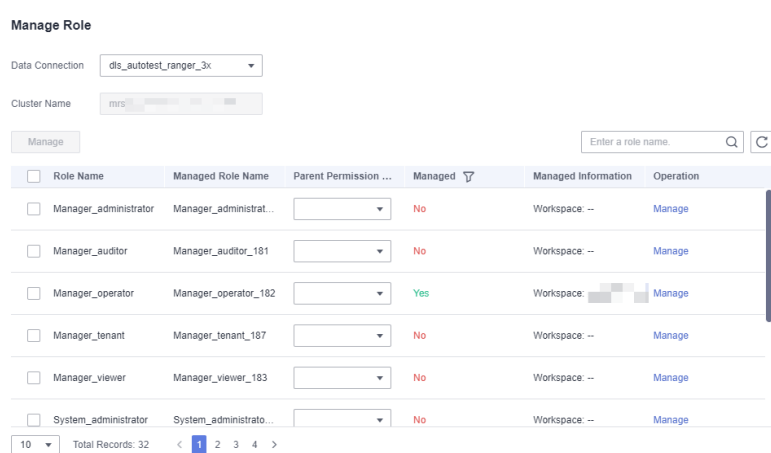 Manage Role
Data Connection dls_autotest_ranger_3x
Cluster Name mrs
Manage Enter a role name.
Role Name Managed Role Name Parent Permission ... Managed Managed Information Operation
Manager_administrator Manager_administrat... No Workspace: -- Manage
Manager_auditor Manager_auditor_181 No Workspace: -- Manage
Manager_operator Manager_operator_182 Yes Workspace: Manage
Manager_tenant Manager_tenant_187 No Workspace: -- Manage
Manager_viewer Manager_viewer_183 No Workspace: -- Manage
System_administrator System_administrato... No Workspace: -- Manage
10 Total Records: 32 < 1 2 3 4 >